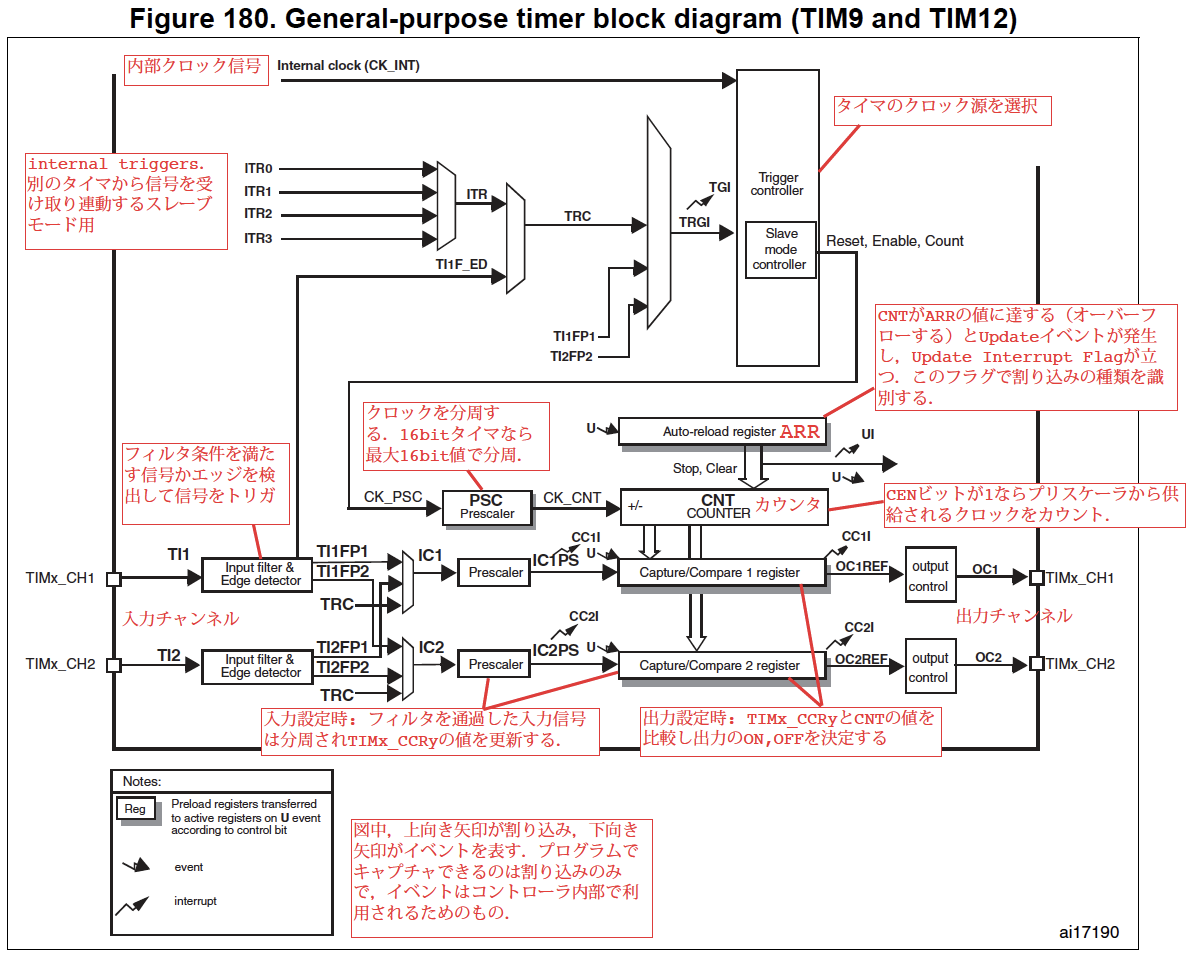 Figure 180. General-purpose timer block diagram (TIM9 and TIM12)
内部クロック信号
Internal clock (CK_INT)
タイマのクロック源を選択
internal triggers.
別のタイマから信号を受
け取り連動するスレーブ
モード用
ITR0
ITR1
ITR2
ITR3
ITR
TI1F_ED
TRC
TGI
TRGI
TI1FP1
TI2FP2
Trigger
controller
Slave
mode
controller
Reset, Enable, Count
CNTがARRの値に達する（オーバーフ
ローする）とUpdateイベントが発生
し，Update Interrupt Flagが立
つ．このフラグで割り込みの種類を識
別する．
クロックを分周す
る．16bitタイマなら
最大16bit値で分周．
U
Auto-reload register ARR
UI
Stop, Clear
U
フィルタ条件を満た
す信号かエッジを検
出して信号をトリガ
CK_PSC
PSC
Prescaler
CK_CNT
+/-
CNT
COUNTER
カウンタ
CENビットが1ならプリスケーラから供
給されるクロックをカウント．
TIMx_CH1
TI1
Input filter &
Edge detector
TI1FP1
TI1FP2
TRC
IC1
Prescaler
IC1PS
CC1I
U
Capture/Compare 1 register
CC1I
OC1REF
output
control
OC1
TIMx_CH1
入力チャンネル
出力チャンネル
TIMx_CH2
TI2
Input filter &
Edge detector
TI2FP1
TI2FP2
TRC
IC2
Prescaler
IC2PS
CC2I
U
Capture/Compare 2 register
CC2I
OC2REF
output
control
OC2
TIMx_CH2
入力設定時：フィルタを通過した入力信号
は分周されTIMx_CCRyの値を更新する．
出力設定時：TIMx_CCRyとCNTの値を
比較し出力のON,OFFを決定する
Notes:
Reg
Preload registers transferred
to active registers on U event
according to control bit
event
interrupt
図中，上向き矢印が割り込み，下向き
矢印がイベントを表す．プログラムで
キャプチャできるのは割り込みのみ
で，イベントはコントローラ内部で利
用されるためのもの．
ai17190